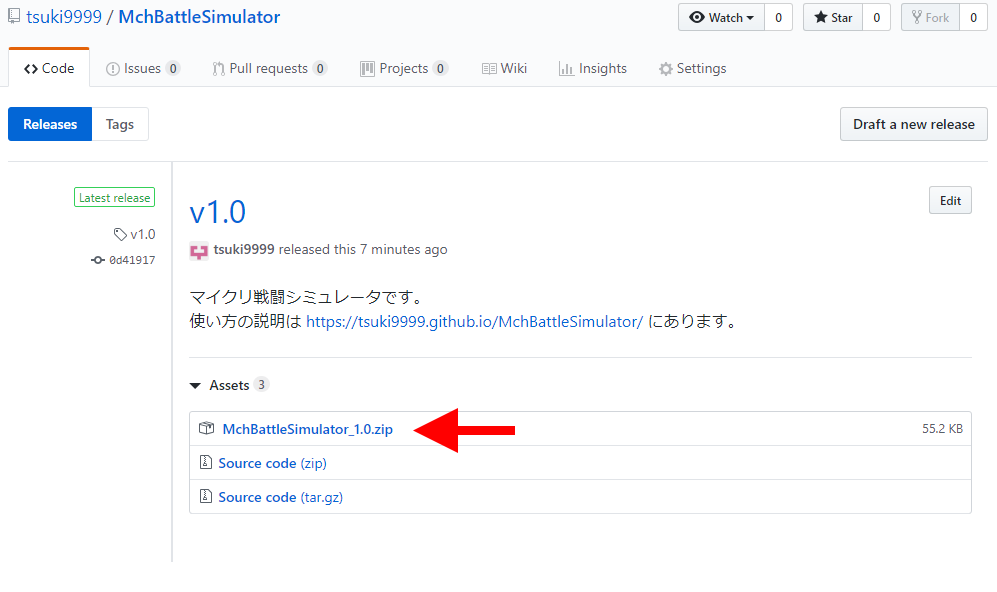 tsuki9999 / MchBattleSimulator
Watch 0 Star 0 Fork 0
Code Issues 0 Pull requests 0 Projects 0 Wiki Insights Settings
Releases Tags Draft a new release
Latest release
v1.0
0d41917
v1.0 Edit
tsuki9999 released this 7 minutes ago
マイクリ戦闘シミュレータです。
使い方の説明は https://tsuki9999.github.io/MchBattleSimulator/ にあります。
Assets 3
MchBattleSimulator_1.0.zip 55.2 KB
Source code (zip)
Source code (tar.gz)